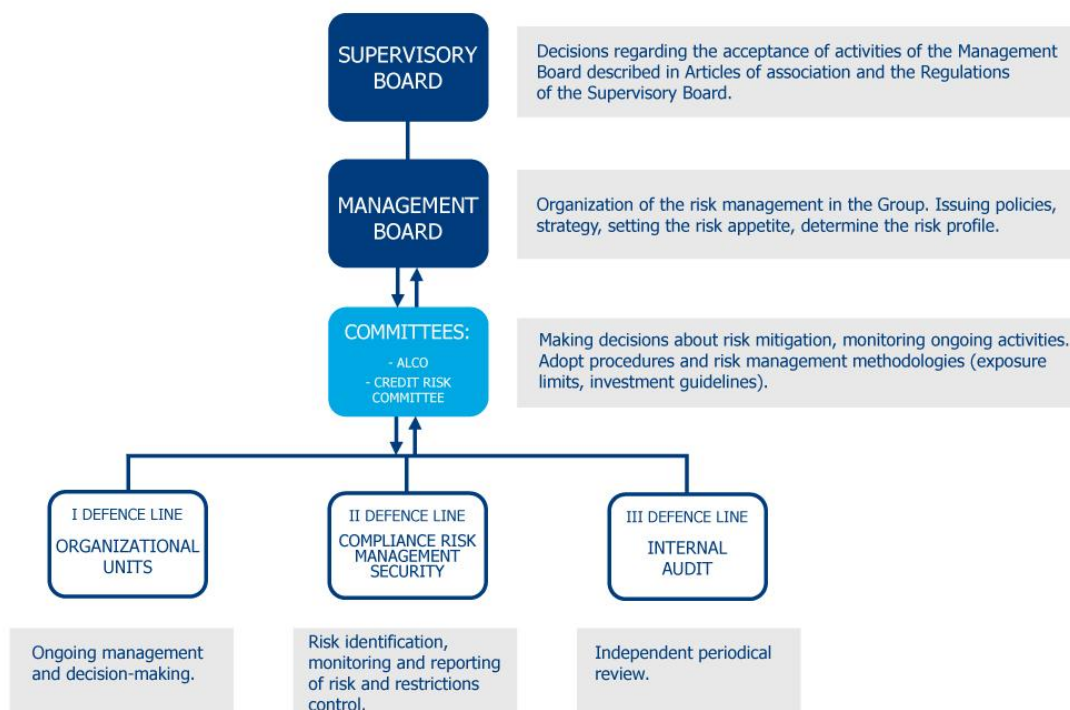 SUPERVISORY
BOARD
Decisions regarding the acceptance of activities of the Management
Board described in Articles of association and the Regulations
of the Supervisory Board.
MANAGEMENT
BOARD
Organization of the risk management in the Group. Issuing policies,
strategy, setting the risk appetite, determine the risk profile.
COMMITTEES:
- ALCO
- CREDIT RISK
COMMITTEE
Making decisions about risk mitigation, monitoring ongoing activities.
Adopt procedures and risk management methodologies (exposure
limits, investment guidelines).
I DEFENCE LINE
ORGANIZATIONAL
UNITS
II DEFENCE LINE
COMPLIANCE RISK
MANAGEMENT
SECURITY
III DEFENCE LINE
INTERNAL
AUDIT
Ongoing management
and decision-making.
Risk identification,
monitoring and reporting
of risk and restrictions
control.
Independent periodical
review.